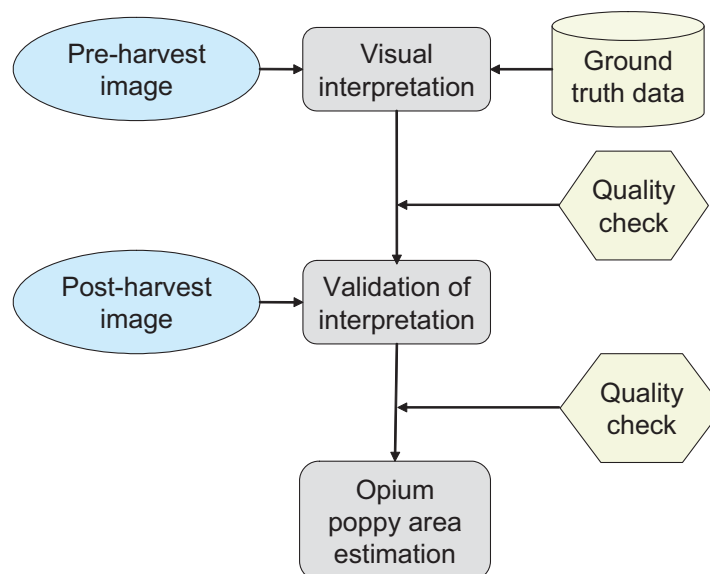 Pre-harvest
image
Visual
interpretation
Ground
truth data
Quality
check
Post-harvest
image
Validation of
interpretation
Quality
check
Opium
poppy area
estimation